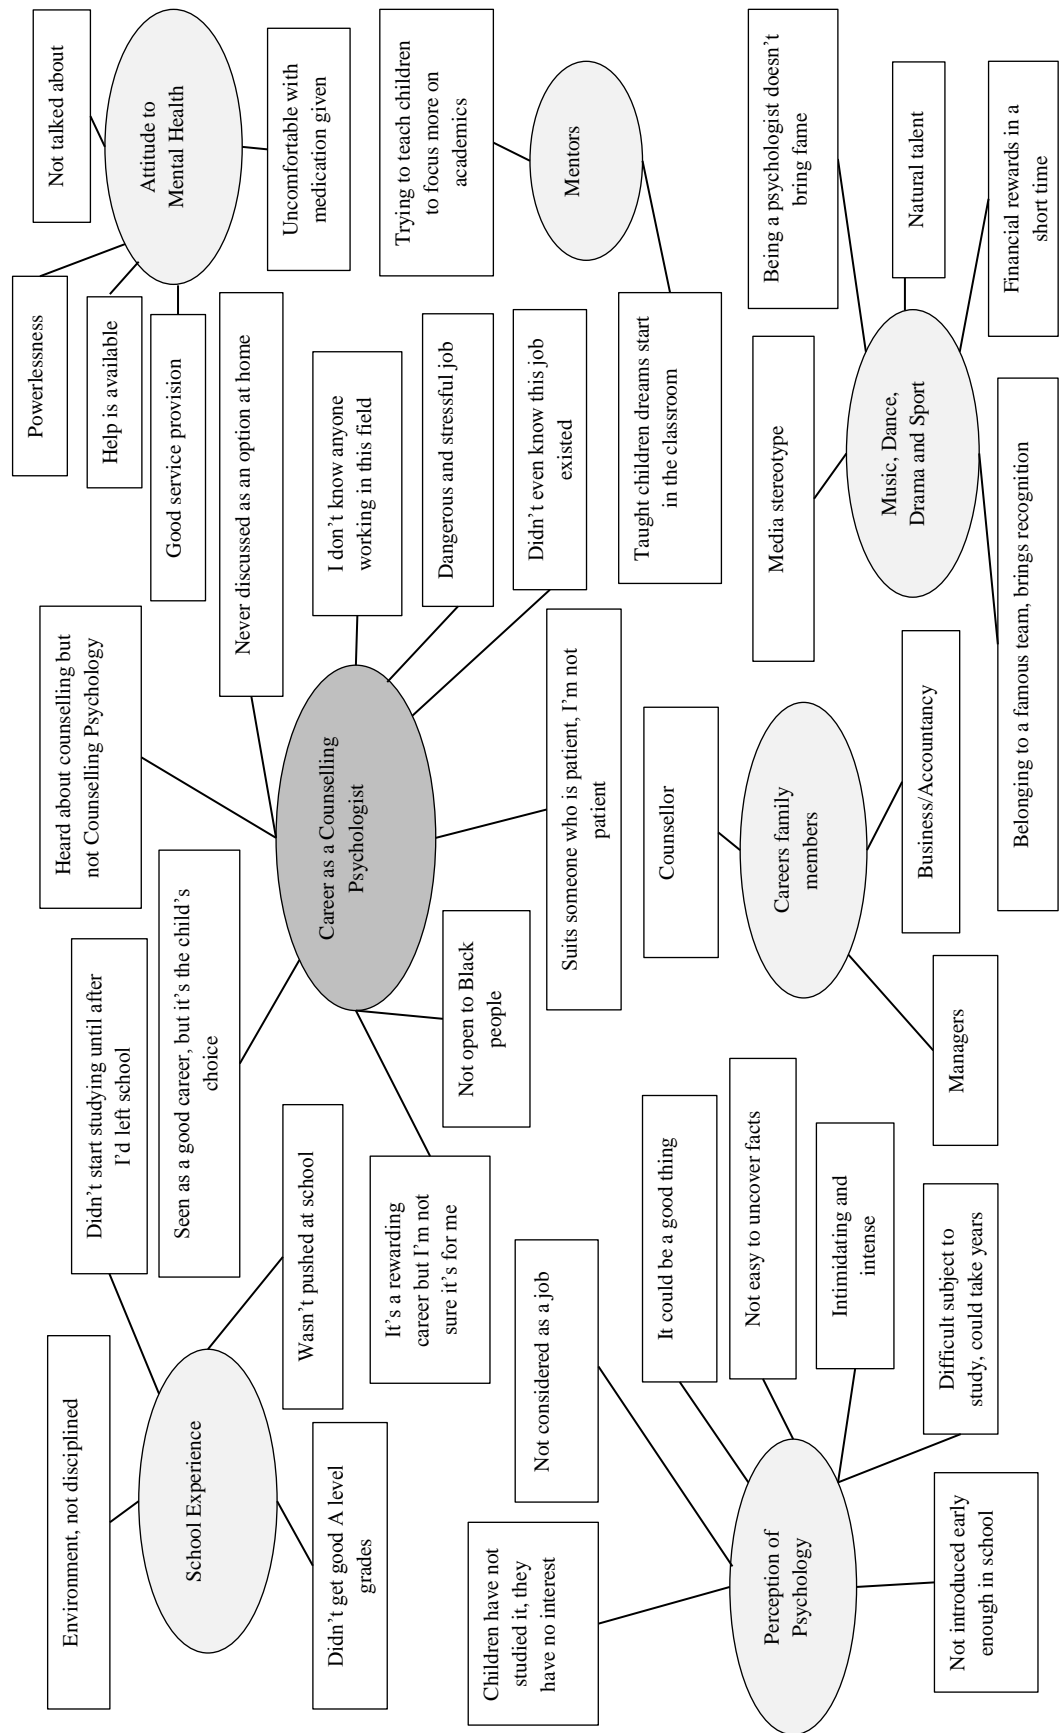 Environment, not disciplined
Didn't start studying until after
I'd left school
School Experience
Wasn't pushed at school
Didn't get good A level
grades
Heard about counselling but
not Counselling Psychology
Seen as a good career, but it's the child's
choice
Never discussed as an option at home
Career as a Counselling
Psychologist
I don't know anyone
working in this field
Dangerous and stressful job
Didn't even know this job
existed
It's a rewarding
career but I'm not
sure it's for me
Not open to Black
people
Suits someone who is patient, I'm not
patient
Powerlessness
Not talked about
Help is available
Good service provision
Attitude to
Mental Health
Uncomfortable with
medication given
Trying to teach children
to focus more on
academics
Mentors
Taught children dreams start
in the classroom
Children have not
studied it, they
have no interest
Not considered as a job
It could be a good thing
Not easy to uncover facts
Intimidating and
intense
Difficult subject to
study, could take years
Perception of
Psychology
Not introduced early
enough in school
Counsellor
Careers family
members
Managers
Business/Accountancy
Media stereotype
Being a psychologist doesn't
bring fame
Music, Dance,
Drama and Sport
Natural talent
Financial rewards in a
short time
Belonging to a famous team, brings recognition